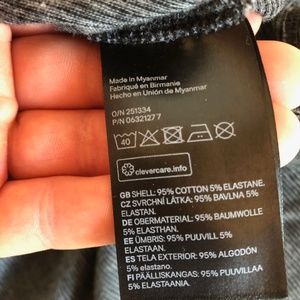 Made in Myanmar
Fabriqué en Birmanie
Hecho en Unión de Myanmar
O/N 251334
P/N 06321277
40
clevercare.info
GB SHELL: 95% COTTON 5% ELASTANE.
CZ SVRCHNÍ LÁTKA: 95% BAVLNA 5%
ELASTAN.
DE OBERMATERIAL: 95% BAUMWOLLE
5% ELASTHAN.
EE ÜMBRIS: 95% PUUVILL 5%
ELASTAAN.
ES TELA EXTERIOR: 95% ALGODÓN
5% elastano.
FI PÄÄLLISKANGAS: 95% PUUVILLAA
5% ELASTAANIA.